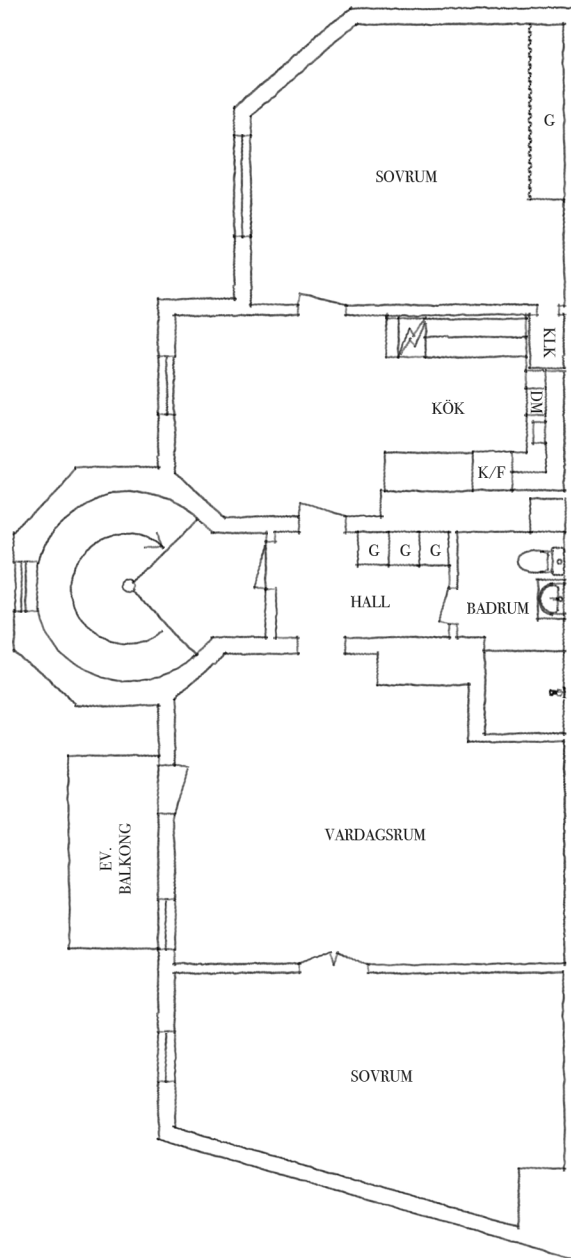 G
SOVRUM
KLK
KÖK
DM
K/F
G G G
HALL
BADRUM
VARDAGSRUM
EV.
BALKONG
SOVRUM